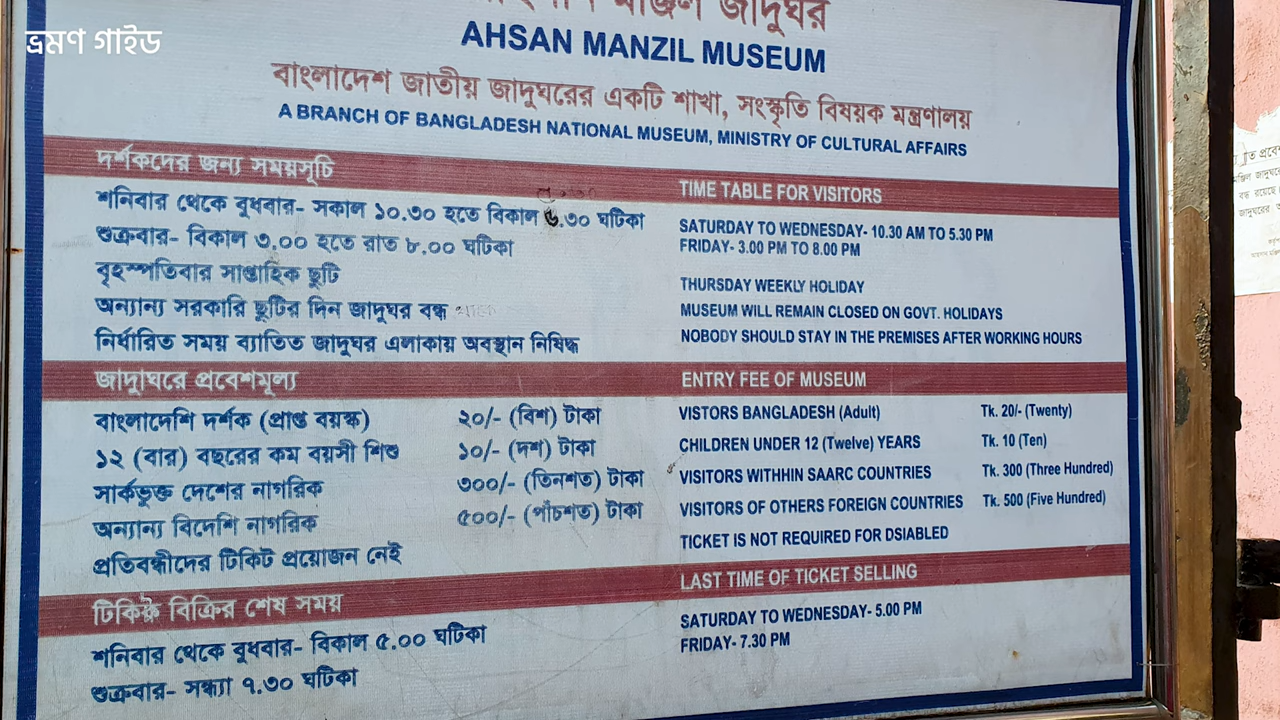 ভ্রমণ গাইড
মঞ্জিল জাদুঘর
AHSAN MANZIL MUSEUM
বাংলাদেশ জাতীয় জাদুঘরের একটি শাখা, সংস্কৃতি বিষয়ক মন্ত্রণালয়
A BRANCH OF BANGLADESH NATIONAL MUSEUM, MINISTRY OF CULTURAL AFFAIRS
দর্শকদের জন্য সময়সূচি
শনিবার থেকে বুধবার- সকাল ১০.৩০ হতে বিকাল ৬.৩০ ঘটিকা
শুক্রবার- বিকাল ৩.০০ হতে রাত ৮.০০ ঘটিকা
বৃহস্পতিবার সাপ্তাহিক ছুটি
অন্যান্য সরকারি ছুটির দিন জাদুঘর বন্ধ থাকে
নির্ধারিত সময় ব্যাতিত জাদুঘর এলাকায় অবস্থান নিষিদ্ধ
TIME TABLE FOR VISITORS
SATURDAY TO WEDNESDAY- 10.30 AM TO 5.30 PM
FRIDAY- 3.00 PM TO 8.00 PM
THURSDAY WEEKLY HOLIDAY
MUSEUM WILL REMAIN CLOSED ON GOVT. HOLIDAYS
NOBODY SHOULD STAY IN THE PREMISES AFTER WORKING HOURS
জাদুাঘরে প্রবেশমূল্য
বাংলাদেশি দর্শক (প্রাপ্ত বয়স্ক) ২০/- (বিশ) টাকা
১২ (বার) বছরের কম বয়সী শিশু ১০/- (দশ) টাকা
সার্কভুক্ত দেশের নাগরিক ৩০০/- (তিনশত) টাকা
অন্যান্য বিদেশি নাগরিক ৫০০/- (পাঁচশত) টাকা
প্রতিবন্ধীদের টিকিট প্রয়োজন নেই
ENTRY FEE OF MUSEUM
VISTORS BANGLADESH (Adult) Tk. 20/- (Twenty)
CHILDREN UNDER 12 (Twelve) YEARS Tk. 10 (Ten)
VISITORS WITHHIN SAARC COUNTRIES Tk. 300 (Three Hundred)
VISITORS OF OTHERS FOREIGN COUNTRIES Tk. 500 (Five Hundred)
TICKET IS NOT REQUIRED FOR DSIABLED
টিকিট বিক্রির শেষ সময়
শনিবার থেকে বুধবার- বিকাল ৫.০০ ঘটিকা
শুক্রবার- সন্ধ্যা ৭.৩০ ঘটিকা
LAST TIME OF TICKET SELLING
SATURDAY TO WEDNESDAY- 5.00 PM
FRIDAY- 7.30 PM